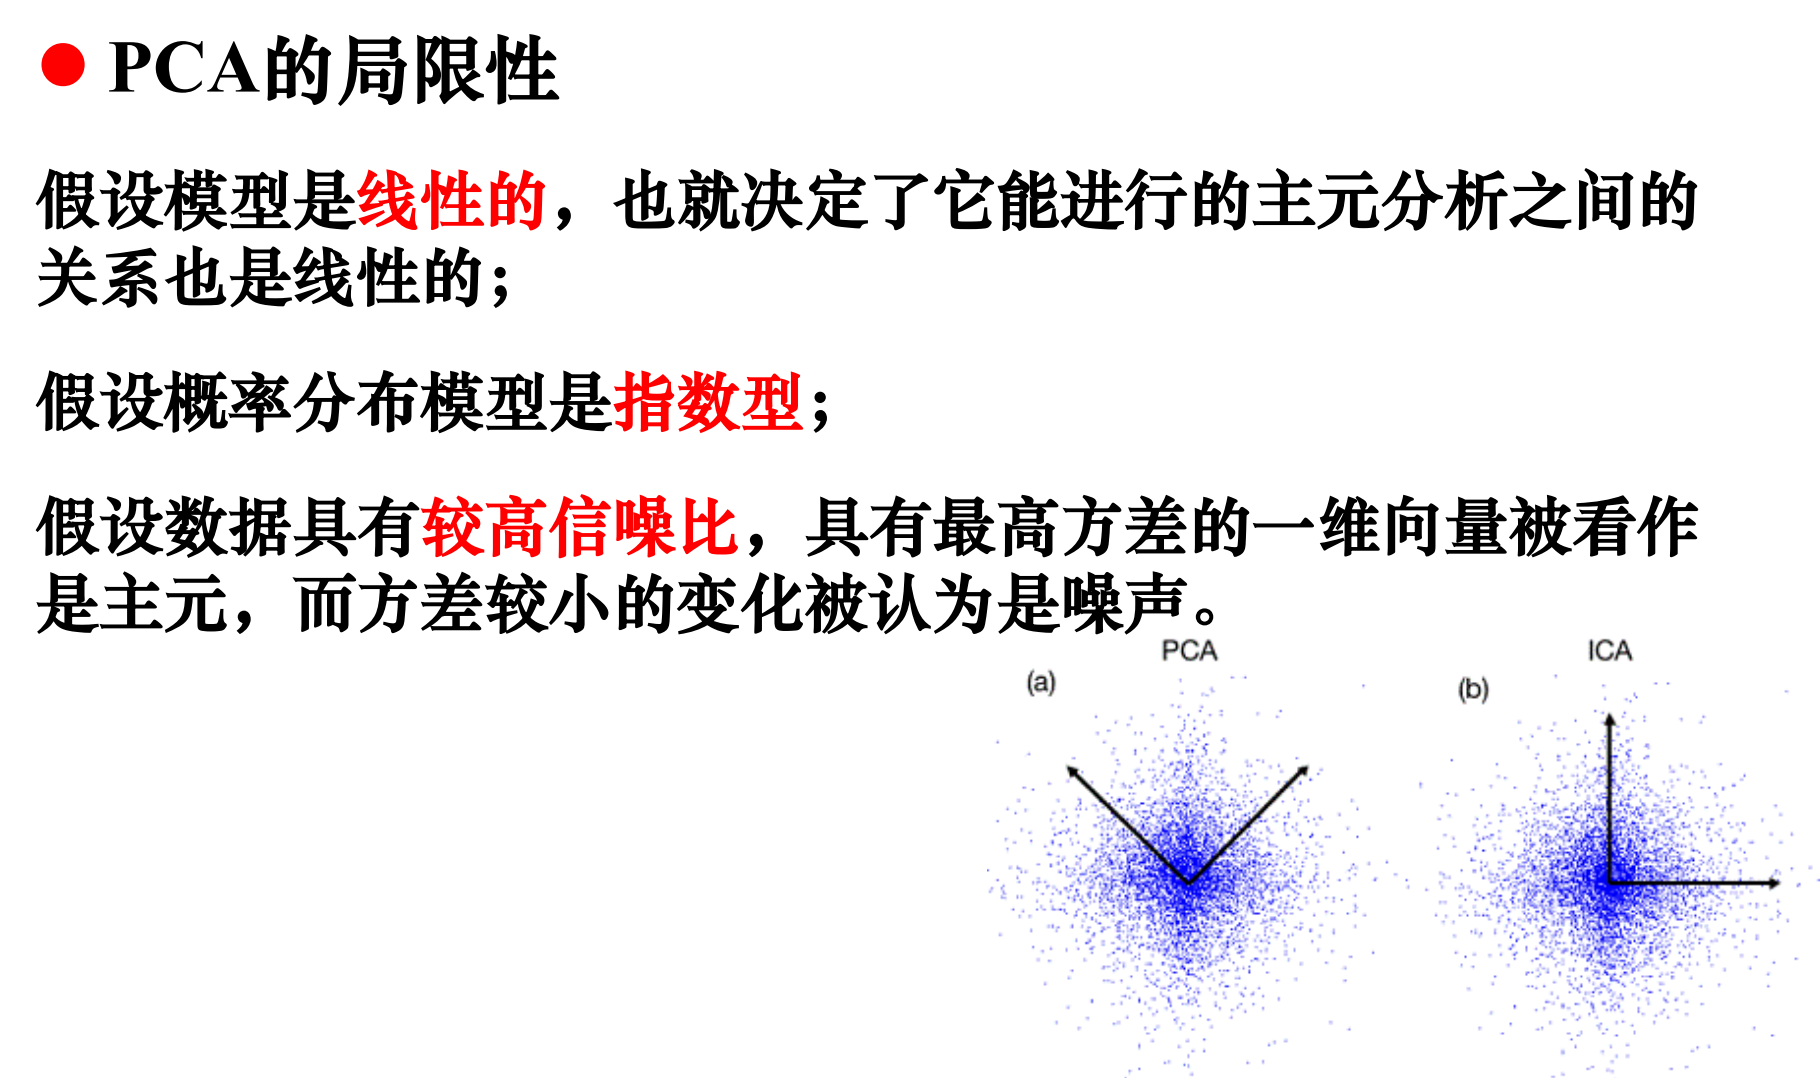 PCA的局限性
假设模型是线性的，也就决定了它能进行的主元分析之间的
关系也是线性的；
假设概率分布模型是指数型；
假设数据具有较高信噪比，具有最高方差的一维向量被看作
是主元，而方差较小的变化被认为是噪声。
PCA
ICA
(a)
(b)